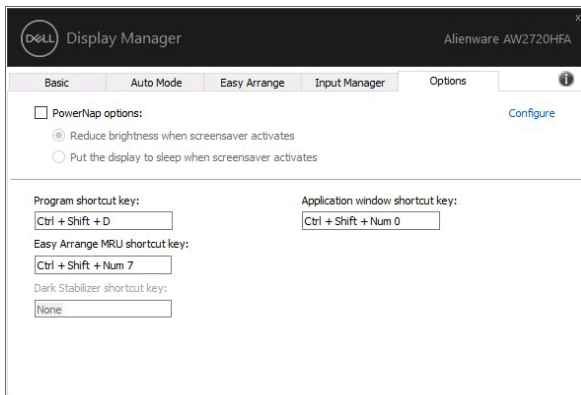 DELL Display Manager
Alienware AW2720HFA
Basic Auto Mode Easy Arrange Input Manager Options
PowerNap options:
Configure
Reduce brightness when screensaver activates
Put the display to sleep when screensaver activates
Program shortcut key:
Application window shortcut key:
Ctrl + Shift + D
Ctrl + Shift + Num 0
Easy Arrange MRU shortcut key:
Ctrl + Shift + Num 7
Dark Stabilizer shortcut key:
None